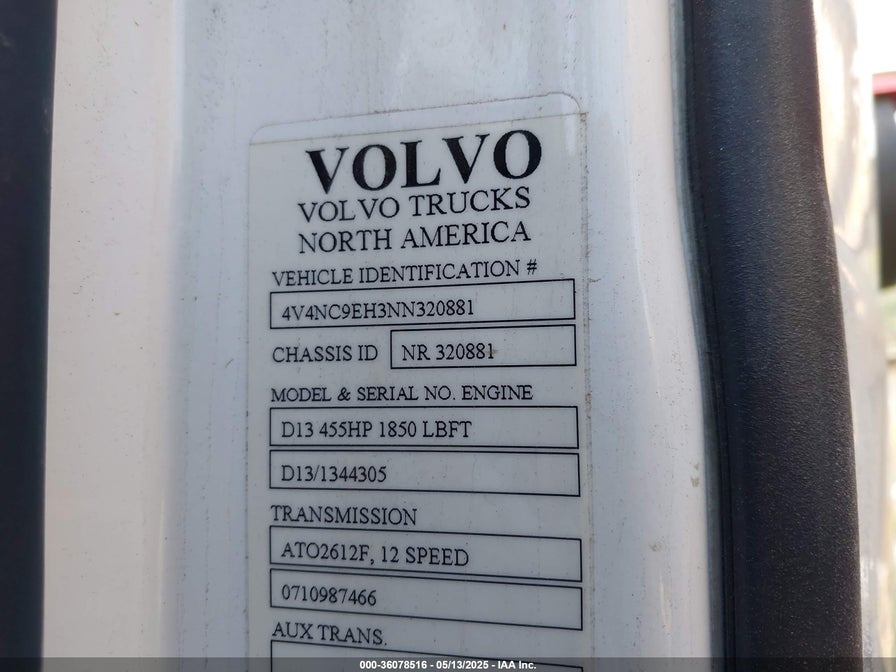 VOLVO
VOLVO TRUCKS
NORTH AMERICA
VEHICLE IDENTIFICATION #
4V4NC9EH3NN320881
CHASSIS ID NR 320881
MODEL & SERIAL NO. ENGINE
D13 455HP 1850 LBFT
D13/1344305
TRANSMISSION
ATO2612F, 12 SPEED
0710987466
AUX TRANS.
000-36078516 - 05/13/2025 - IAA Inc.